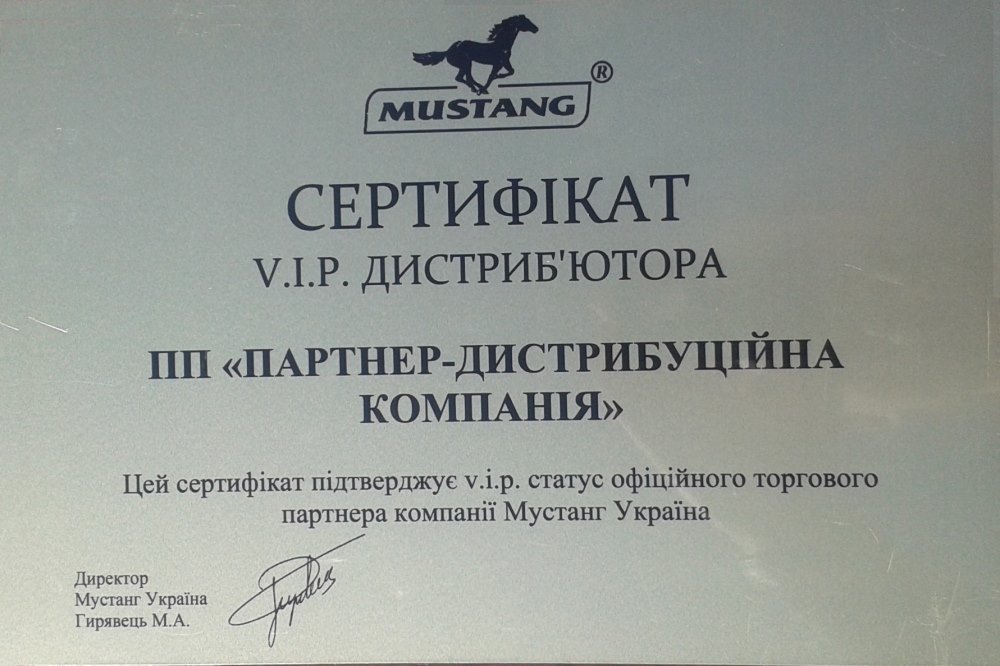 MUSTANG ®
СЕРТИФІКАТ
V.I.P. ДИСТРИБ'ЮТОРА
ПП «ПАРТНЕР-ДИСТРИБУЦІЙНА
КОМПАНІЯ»
Цей сертифікат підтверджує v.i.p. статус офіційного торгового
партнера компанії Мустанг Україна
Директор
Мустанг Україна
Гирявець М.А.